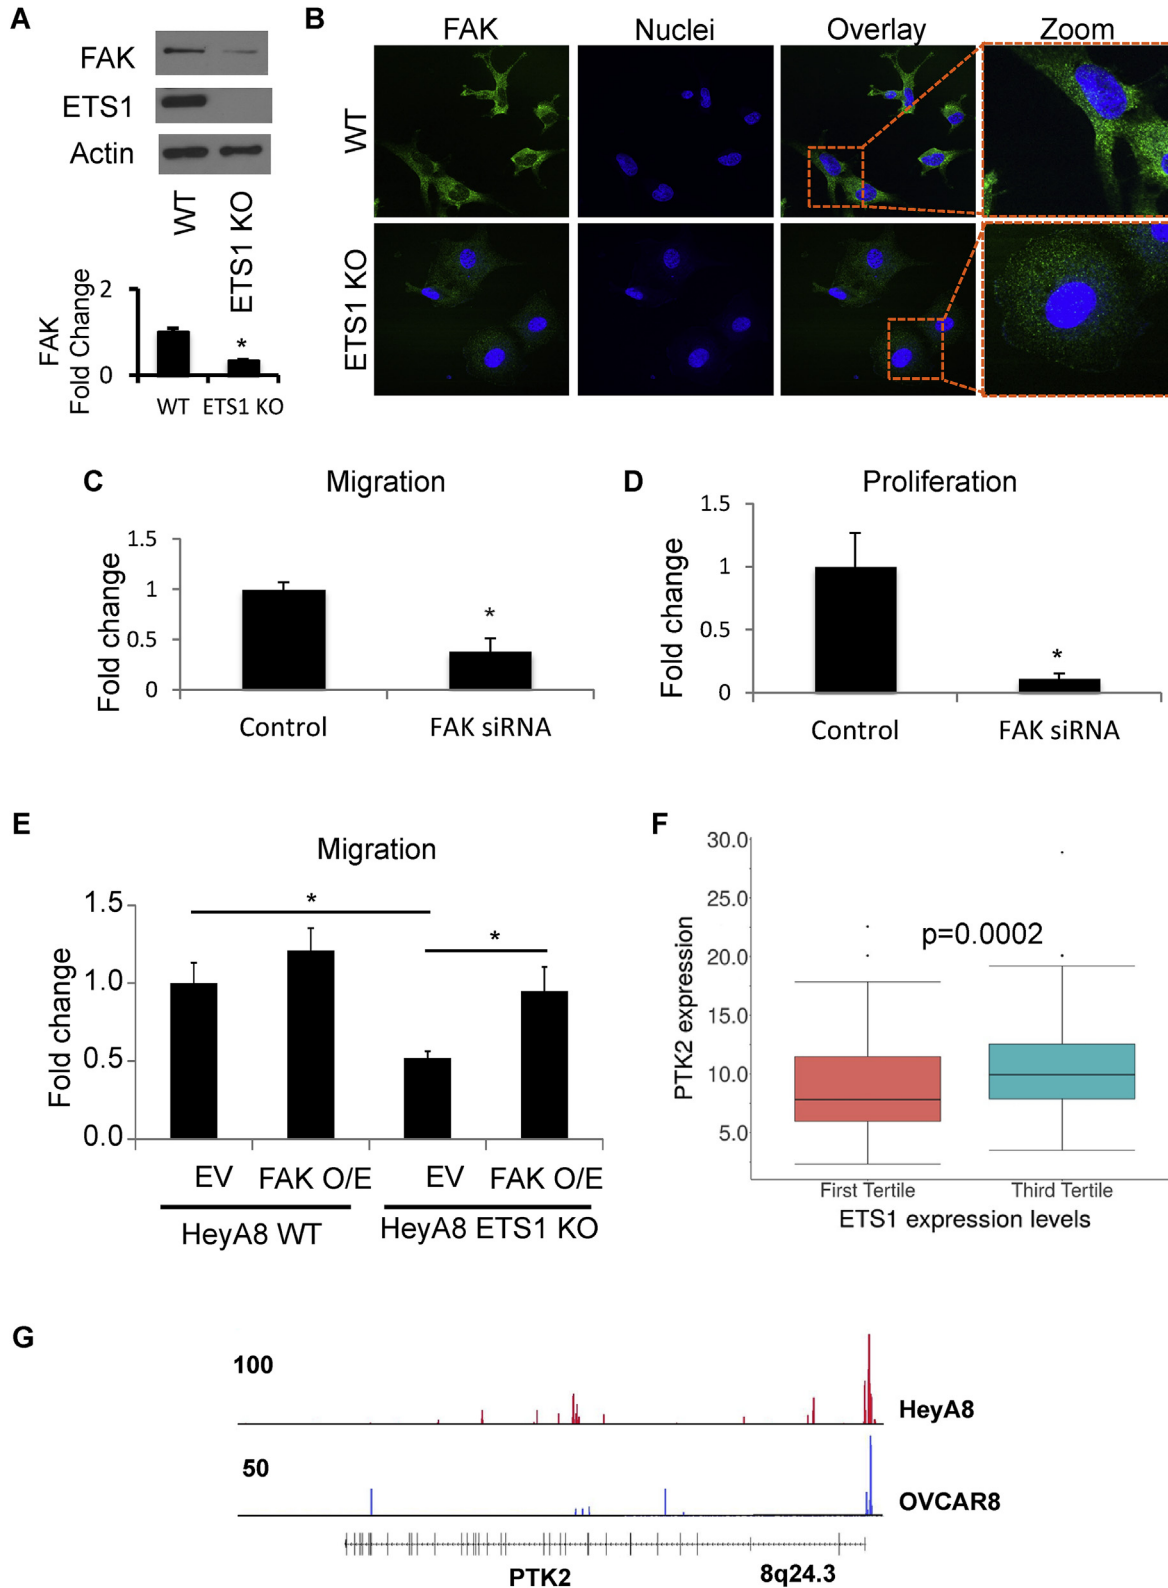 A
FAK
ETS1
Actin
WT
ETS1 KO
FAK
Fold Change
2
0
*
WT ETS1 KO
B
FAK Nuclei Overlay Zoom
WT
ETS1 KO
C
Migration
Fold change
1.5
1
0.5
0
*
Control FAK siRNA
D
Proliferation
Fold change
1.5
1
0.5
0
*
Control FAK siRNA
E
Migration
Fold change
1.5
1.0
0.5
0.0
*
*
EV FAK O/E EV FAK O/E
HeyA8 WT HeyA8 ETS1 KO
F
PTK2 expression
30.0
25.0
20.0
15.0
10.0
5.0
p=0.0002
First Tertile Third Tertile
ETS1 expression levels
G
100
HeyA8
50
OVCAR8
PTK2 8q24.3